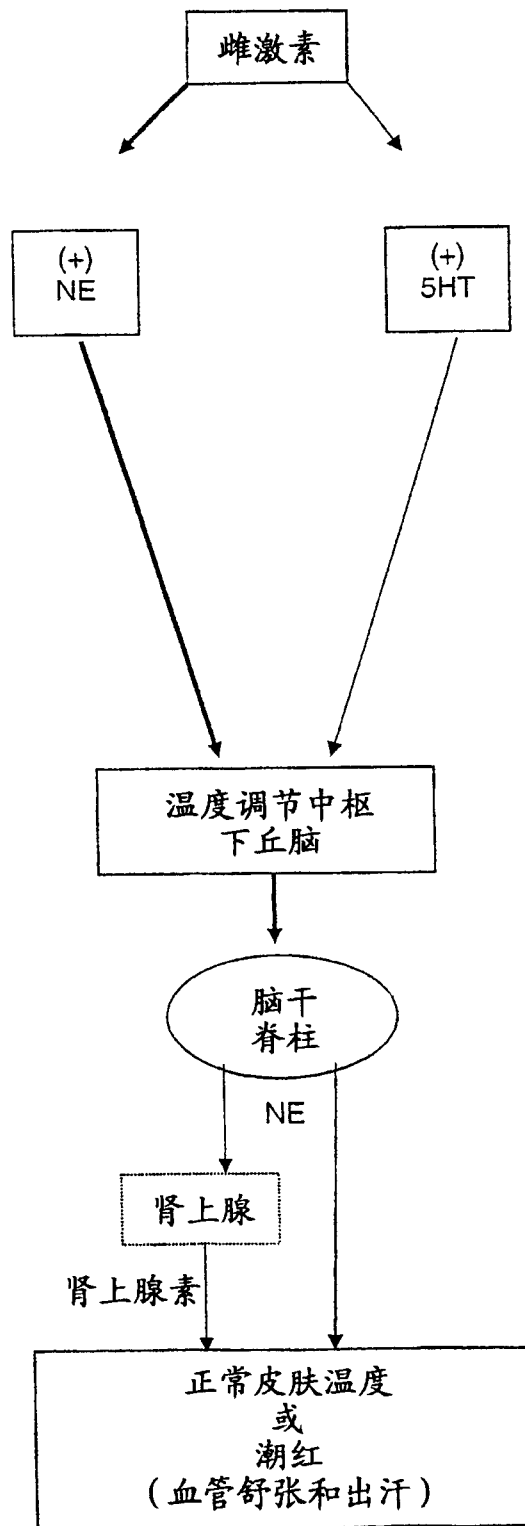 雌激素
(+)
NE
(+)
5HT
温度调节中枢
下丘脑
脑干
脊柱
NE
肾上腺
肾上腺素
正常皮肤温度
或
潮红
(血管舒张和出汗)